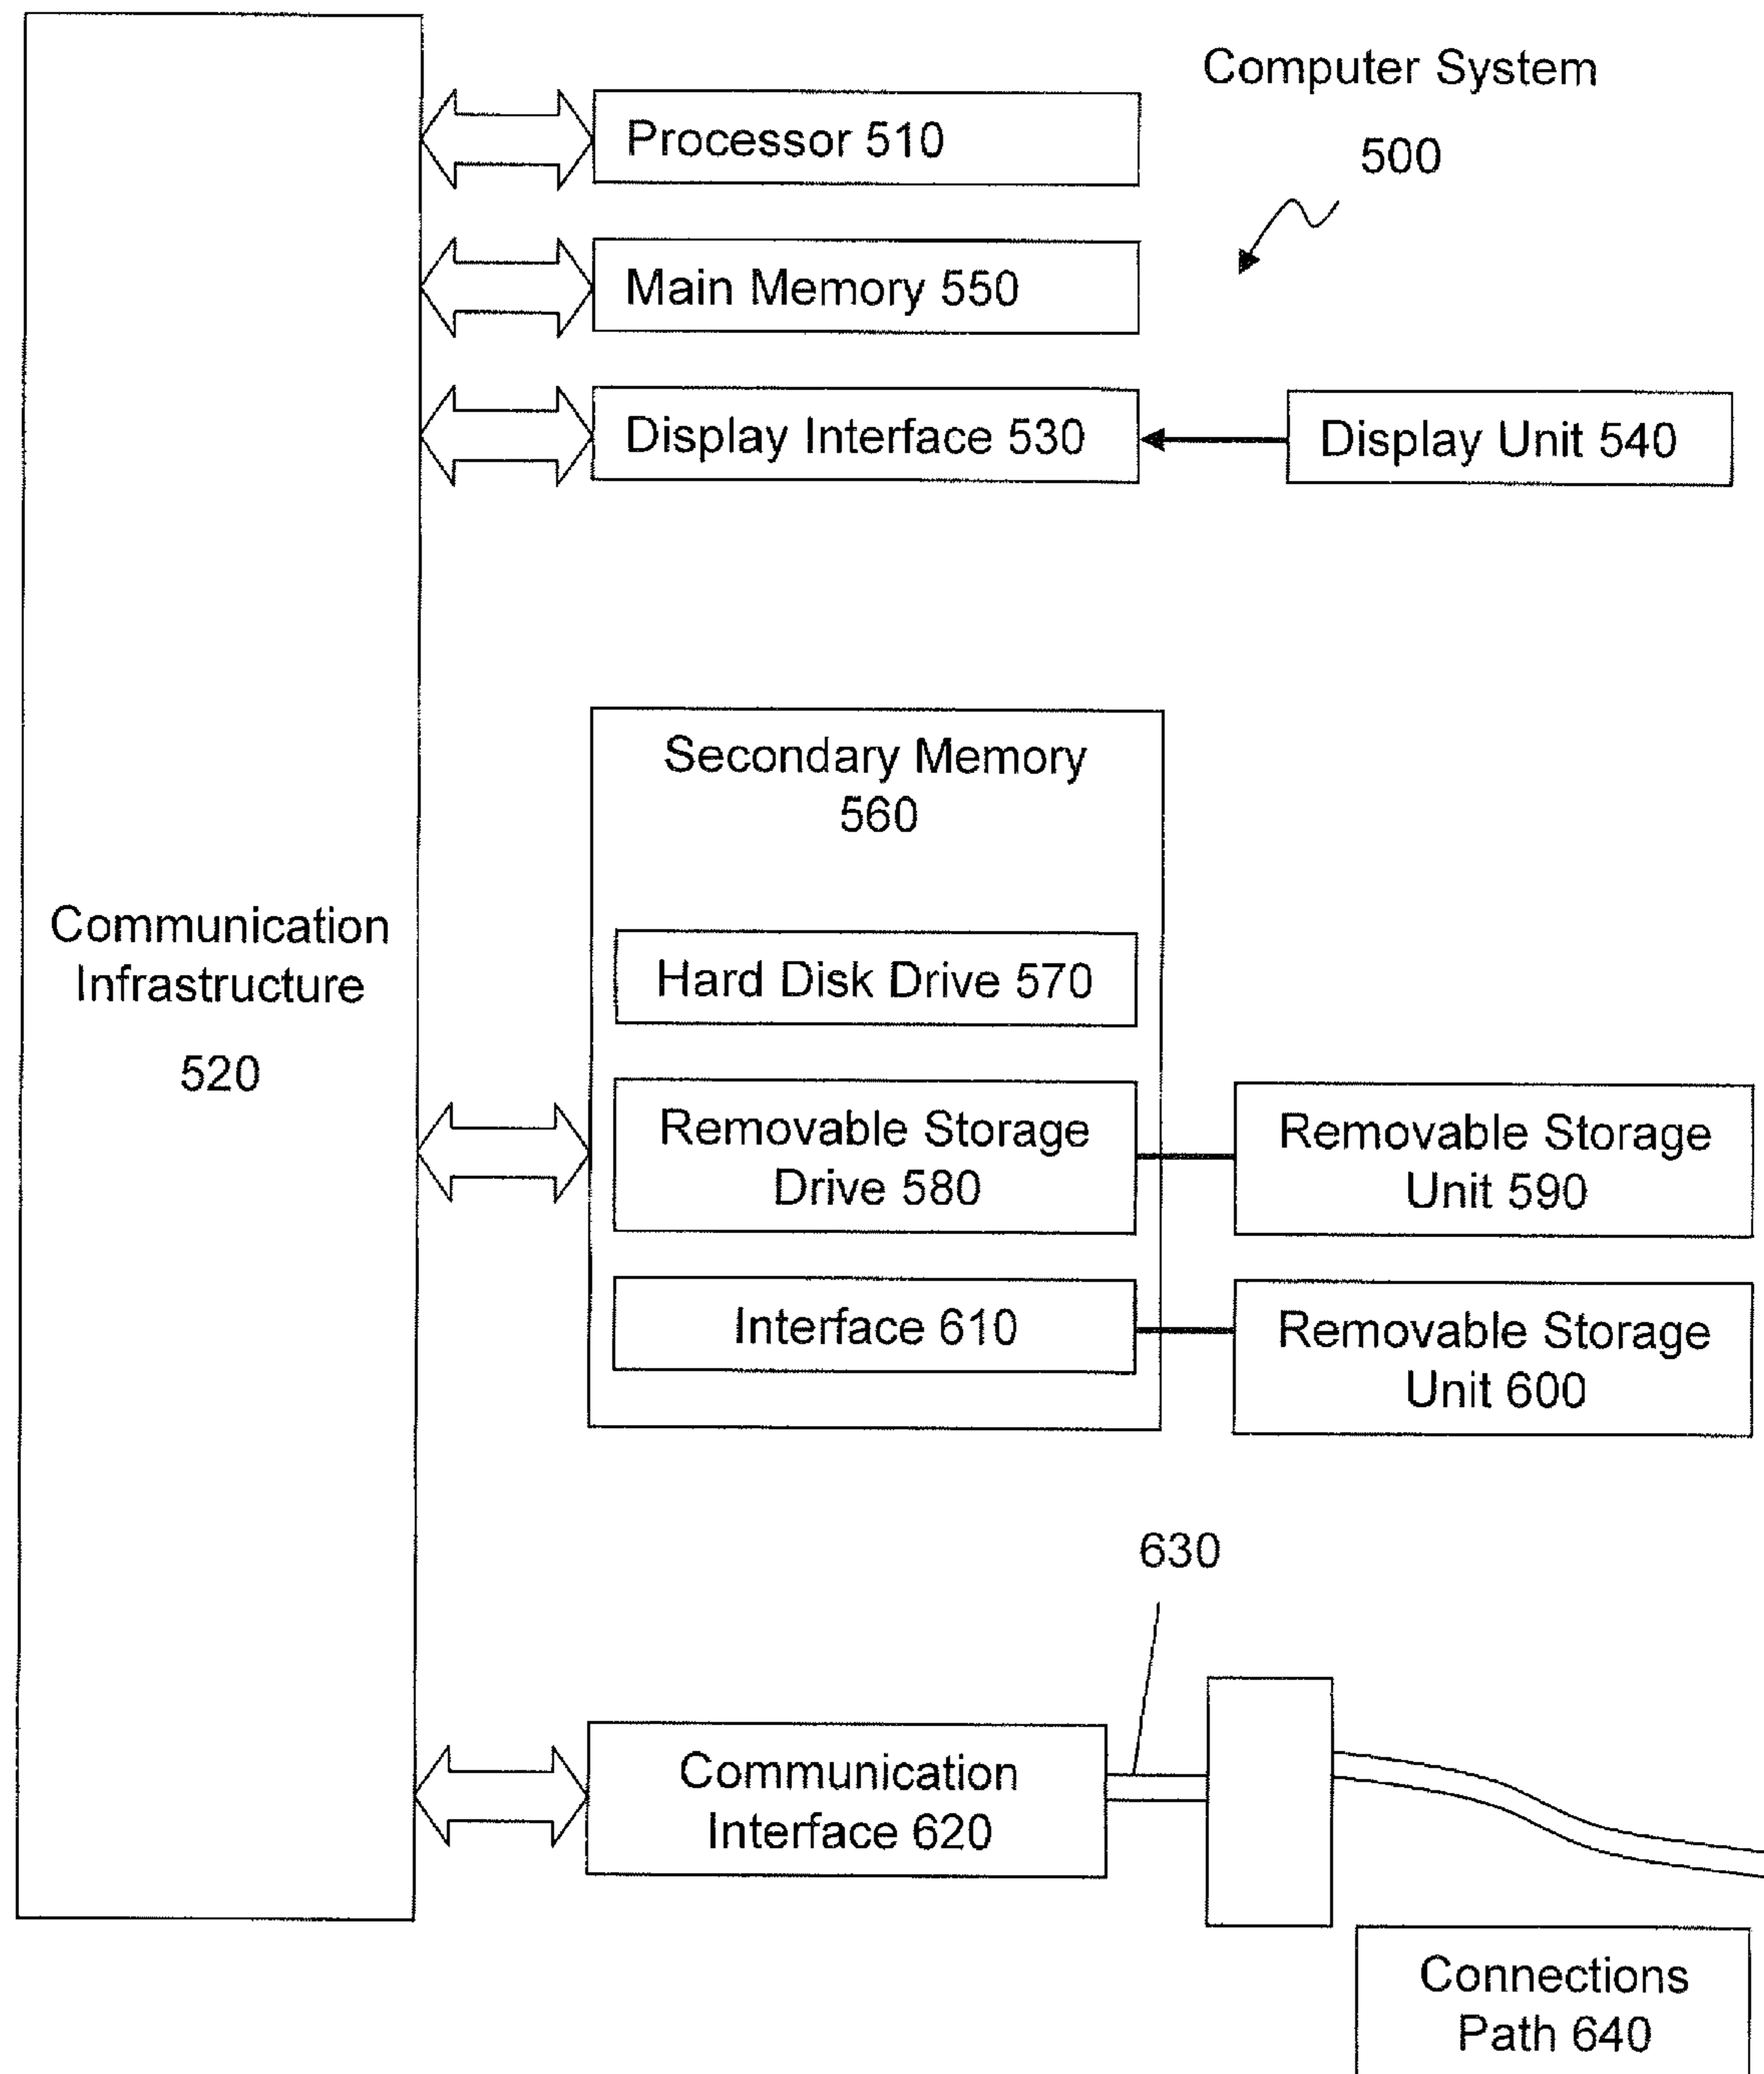 Computer System
500
Processor 510
Main Memory 550
Display Interface 530
Display Unit 540
Secondary Memory
560
Communication
Infrastructure
520
Hard Disk Drive 570
Removable Storage
Drive 580
Removable Storage
Unit 590
Interface 610
Removable Storage
Unit 600
630
Communication
Interface 620
Connections
Path 640